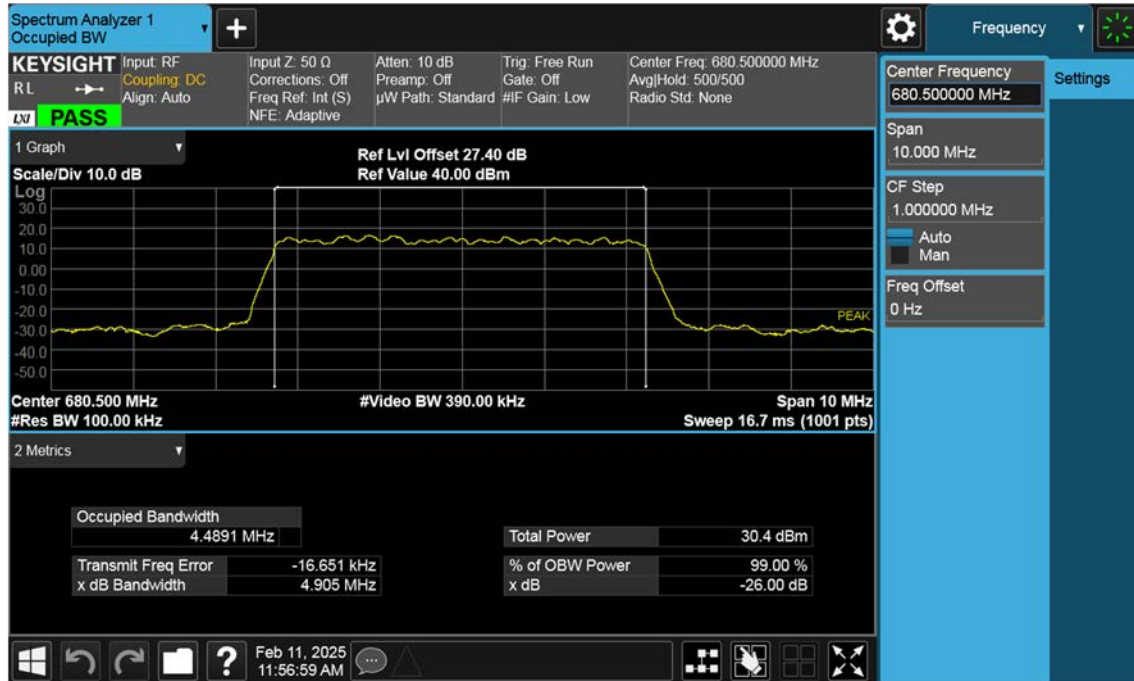 Spectrum Analyzer 1
Occupied BW
+
Frequency
KEYSIGHT
R L
LXI PASS
Input: RF
Coupling: DC
Align: Auto
Input Z: 50 Ω
Corrections: Off
Freq Ref: Int (S)
NFE: Adaptive
Atten: 10 dB
Preamp: Off
µW Path: Standard
Trig: Free Run
Gate: Off
#IF Gain: Low
Center Freq: 680.500000 MHz
Avg|Hold: 500/500
Radio Std: None
Center Frequency
680.500000 MHz
Settings
Span
10.000 MHz
CF Step
1.000000 MHz
Auto
Man
Freq Offset
0 Hz
1 Graph
Scale/Div 10.0 dB
Ref Lvl Offset 27.40 dB
Ref Value 40.00 dBm
Log
30.0
20.0
10.0
0.00
-10.0
-20.0
-30.0
-40.0
-50.0
PEAK
Center 680.500 MHz
#Video BW 390.00 kHz
Span 10 MHz
#Res BW 100.00 kHz
Sweep 16.7 ms (1001 pts)
2 Metrics
Occupied Bandwidth
4.4891 MHz
Total Power 30.4 dBm
Transmit Freq Error -16.651 kHz
% of OBW Power 99.00 %
x dB Bandwidth 4.905 MHz
x dB -26.00 dB
?
Feb 11, 2025
11:56:59 AM